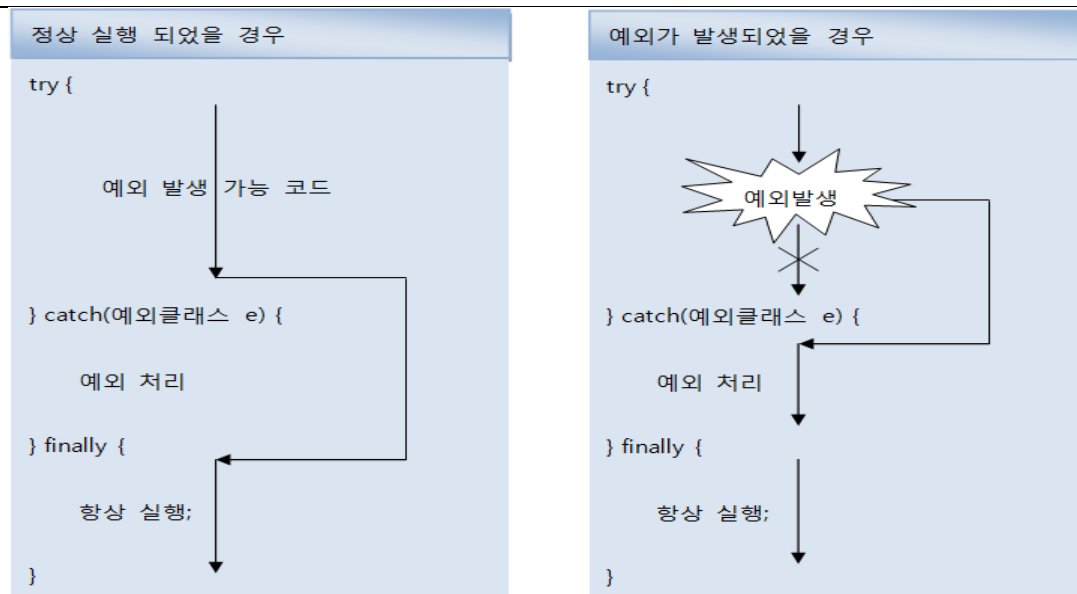 정상 실행 되었을 경우
try {
예외 발생 가능 코드
} catch(예외클래스 e) {
예외 처리
} finally {
항상 실행;
}
예외가 발생되었을 경우
try {
예외발생
} catch(예외클래스 e) {
예외 처리
} finally {
항상 실행;
}